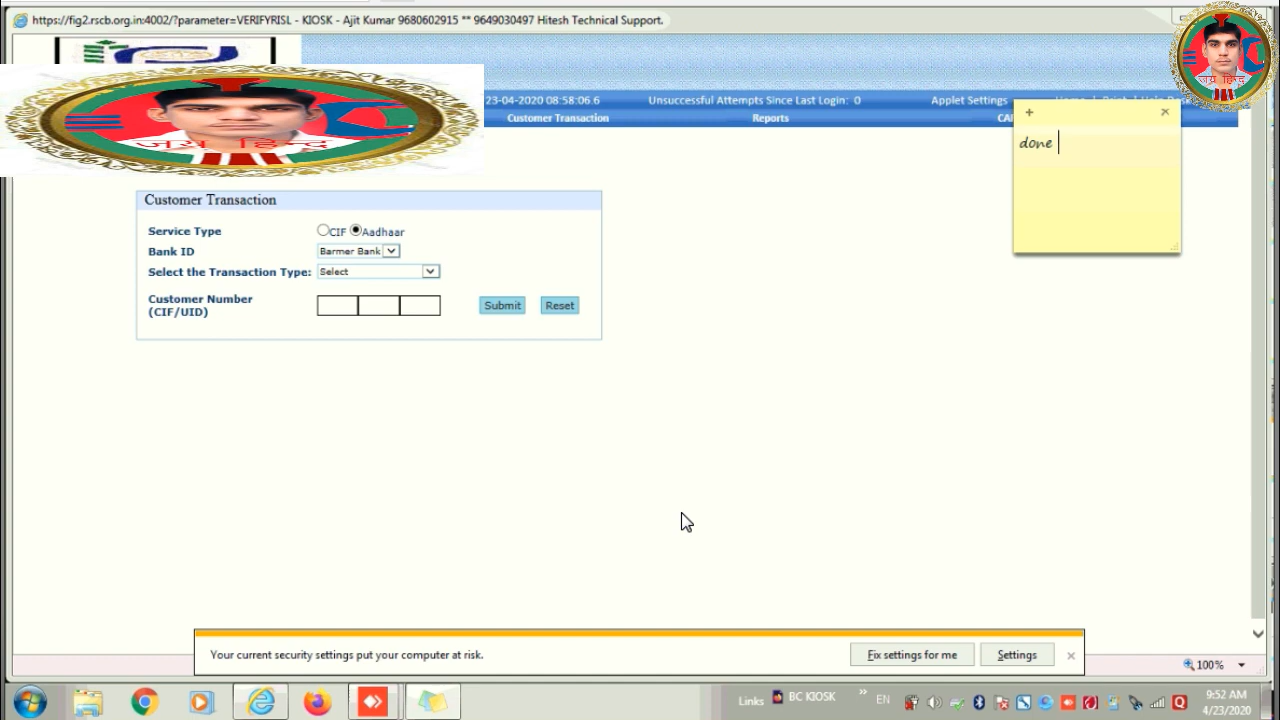 https://fig2.rscb.org.in:4002/?parameter=VERIFYRISL - KIOSK - Ajit Kumar 9680602915 ** 9649030497 Hitesh Technical Support.
जय हिन्द
जय हिन्द
23-04-2020 08:58:06.6 Unsuccessful Attempts Since Last Login: 0 Applet Settings
Customer Transaction Reports
done
Customer Transaction
Service Type CIF Aadhaar
Bank ID Barmer Bank
Select the Transaction Type: Select
Customer Number
(CIF/UID) Submit Reset
Your current security settings put your computer at risk. Fix settings for me Settings
100%
Links BC KIOSK EN 9:52 AM
4/23/2020